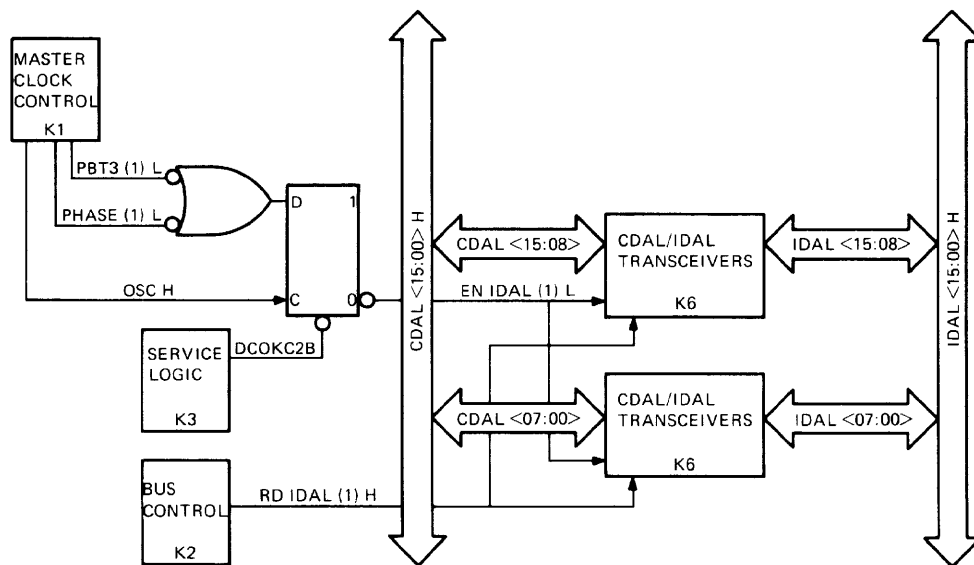 MASTER
CLOCK
CONTROL
K1
PBT3 (1) L
PHASE (1) L
OSC H
D 1
C 0
SERVICE
LOGIC
K3
DCOKC2B
BUS
CONTROL
K2
RD IDAL (1) H
CDAL <15:00> H
CDAL <15:08>
EN IDAL (1) L
CDAL <07:00>
CDAL/IDAL
TRANSCEIVERS
K6
CDAL/IDAL
TRANSCEIVERS
K6
IDAL <15:08>
IDAL <07:00>
IDAL <15:00> H